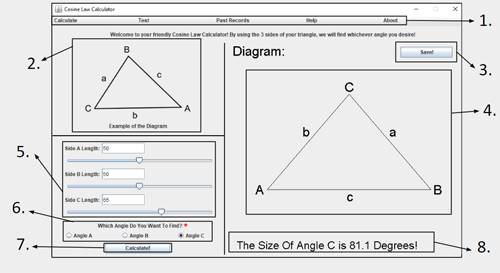 Cosine Law Calculator
Calculate Test Past Records Help About
1.
Welcome to your friendly Cosine Law Calculator! By using the 3 sides of your triangle, we will find whichever angle you desire!
2.
B
a c
C A
b
Example of the Diagram
Diagram:
Save!
3.
4.
C
b a
A B
c
5.
Side A Length: 50
Side B Length: 50
Side C Length: 65
6.
Which Angle Do You Want To Find? *
Angle A Angle B Angle C
7.
Calculate!
The Size Of Angle C is 81.1 Degrees!
8.